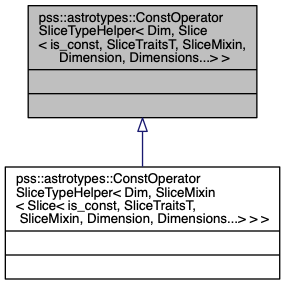 pss::astrotypes::ConstOperator
SliceTypeHelper< Dim, Slice
< is_const, SliceTraitsT, SliceMixin,
Dimension, Dimensions...> >
pss::astrotypes::ConstOperator
SliceTypeHelper< Dim, SliceMixin
< Slice< is_const, SliceTraitsT,
SliceMixin, Dimension, Dimensions...> > >